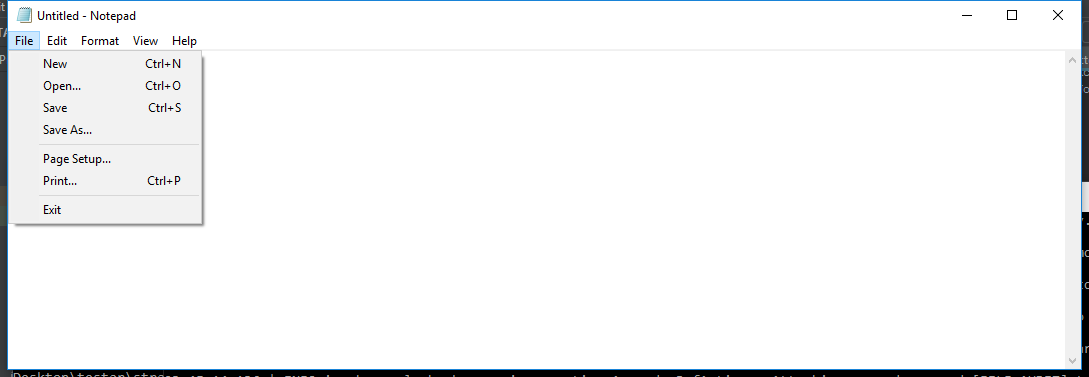 Untitled - Notepad
File Edit Format View Help
New Ctrl+N
Open... Ctrl+O
Save Ctrl+S
Save As...
Page Setup...
Print... Ctrl+P
Exit